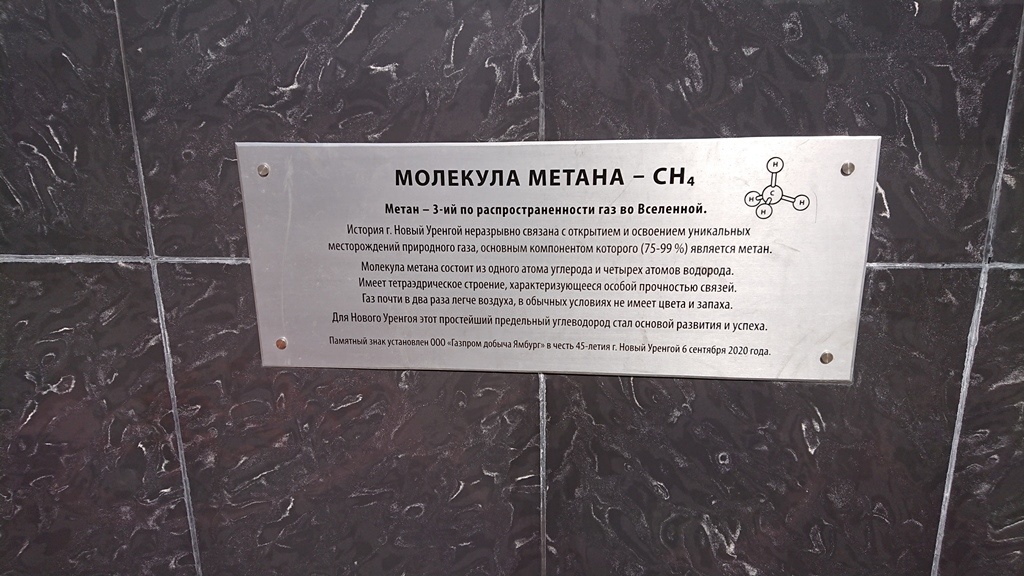 МОЛЕКУЛА МЕТАНА – CH₄
H
C
H
H
H
Метан – 3-ий по распространенности газ во Вселенной.
История г. Новый Уренгой неразрывно связана с открытием и освоением уникальных
месторождений природного газа, основным компонентом которого (75-99 %) является метан.
Молекула метана состоит из одного атома углерода и четырех атомов водорода.
Имеет тетраэдрическое строение, характеризующееся особой прочностью связей.
Газ почти в два раза легче воздуха, в обычных условиях не имеет цвета и запаха.
Для Нового Уренгоя этот простейший предельный углеводород стал основой развития и успеха.
Памятный знак установлен ООО «Газпром добыча Ямбург» в честь 45-летия г. Новый Уренгой 6 сентября 2020 года.